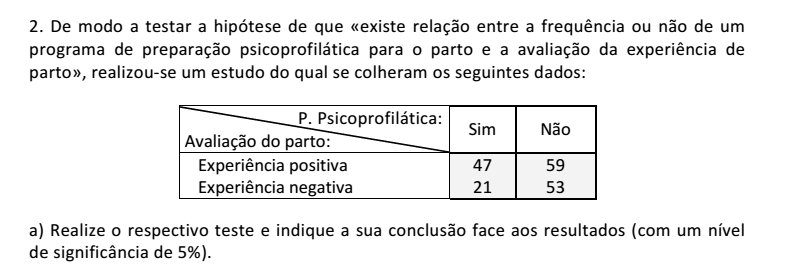 2. De modo a testar a hipótese de que «existe relação entre a frequência ou não de um
programa de preparação psicoprofilática para o parto e a avaliação da experiência de
parto», realizou-se um estudo do qual se colheram os seguintes dados:
P. Psicoprofilática:
Avaliação do parto:
Sim Não
Experiência positiva 47 59
Experiência negativa 21 53
a) Realize o respectivo teste e indique a sua conclusão face aos resultados (com um nível
de significância de 5%).